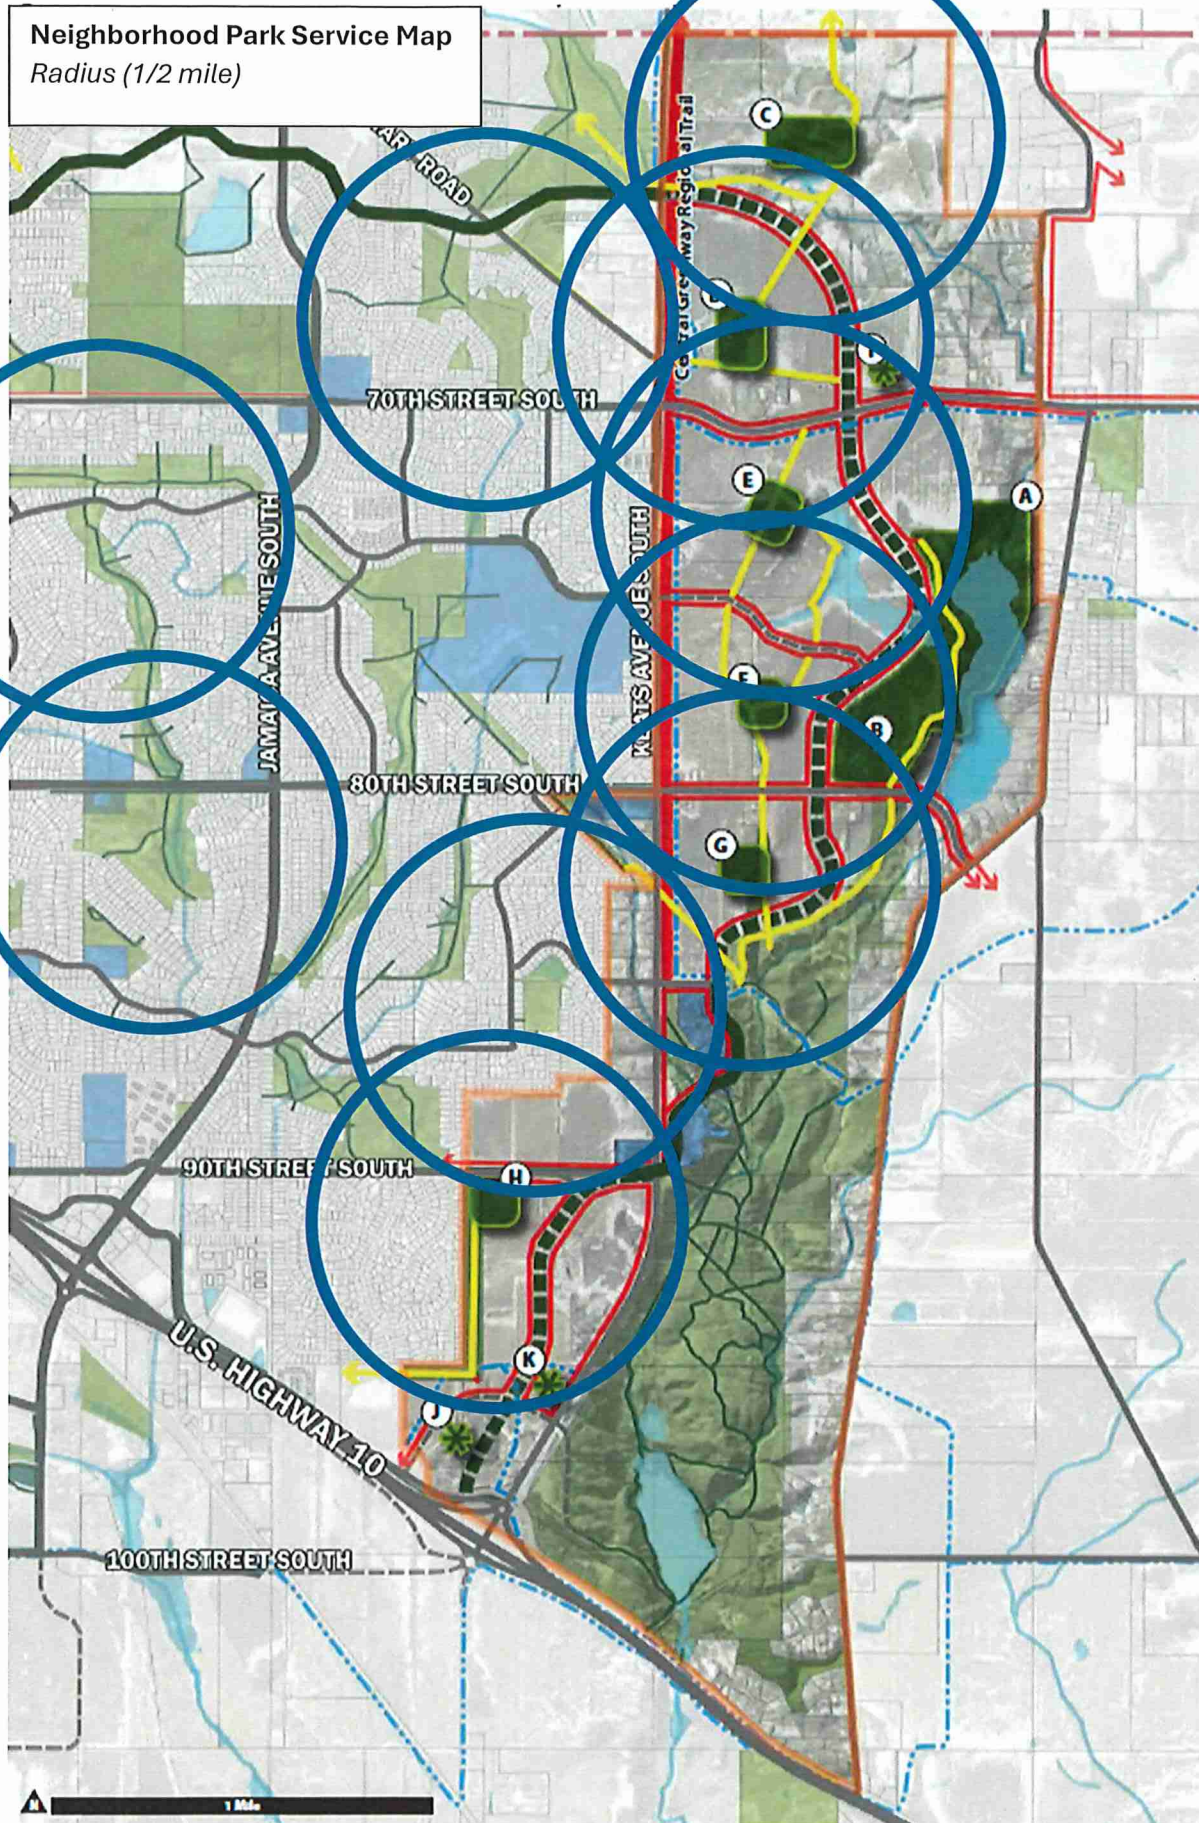 Neighborhood Park Service Map
Radius (1/2 mile)
ROAD
C
Central Greenway Regional Trail
70TH STREET SOUTH
E
A
JAMAICA AVENUE SOUTH
KEATS AVENUE SOUTH
F
B
80TH STREET SOUTH
G
90TH STREET SOUTH
H
U.S. HIGHWAY 10
K
J
100TH STREET SOUTH
N
1 Mile